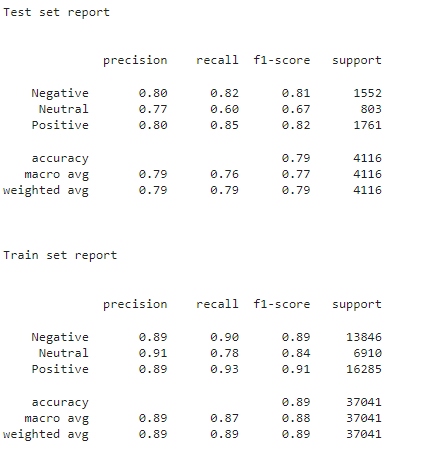 Test set report
precision recall f1-score support
Negative 0.80 0.82 0.81 1552
Neutral 0.77 0.60 0.67 803
Positive 0.80 0.85 0.82 1761
accuracy 0.79 4116
macro avg 0.79 0.76 0.77 4116
weighted avg 0.79 0.79 0.79 4116
Train set report
precision recall f1-score support
Negative 0.89 0.90 0.89 13846
Neutral 0.91 0.78 0.84 6910
Positive 0.89 0.93 0.91 16285
accuracy 0.89 37041
macro avg 0.89 0.87 0.88 37041
weighted avg 0.89 0.89 0.89 37041